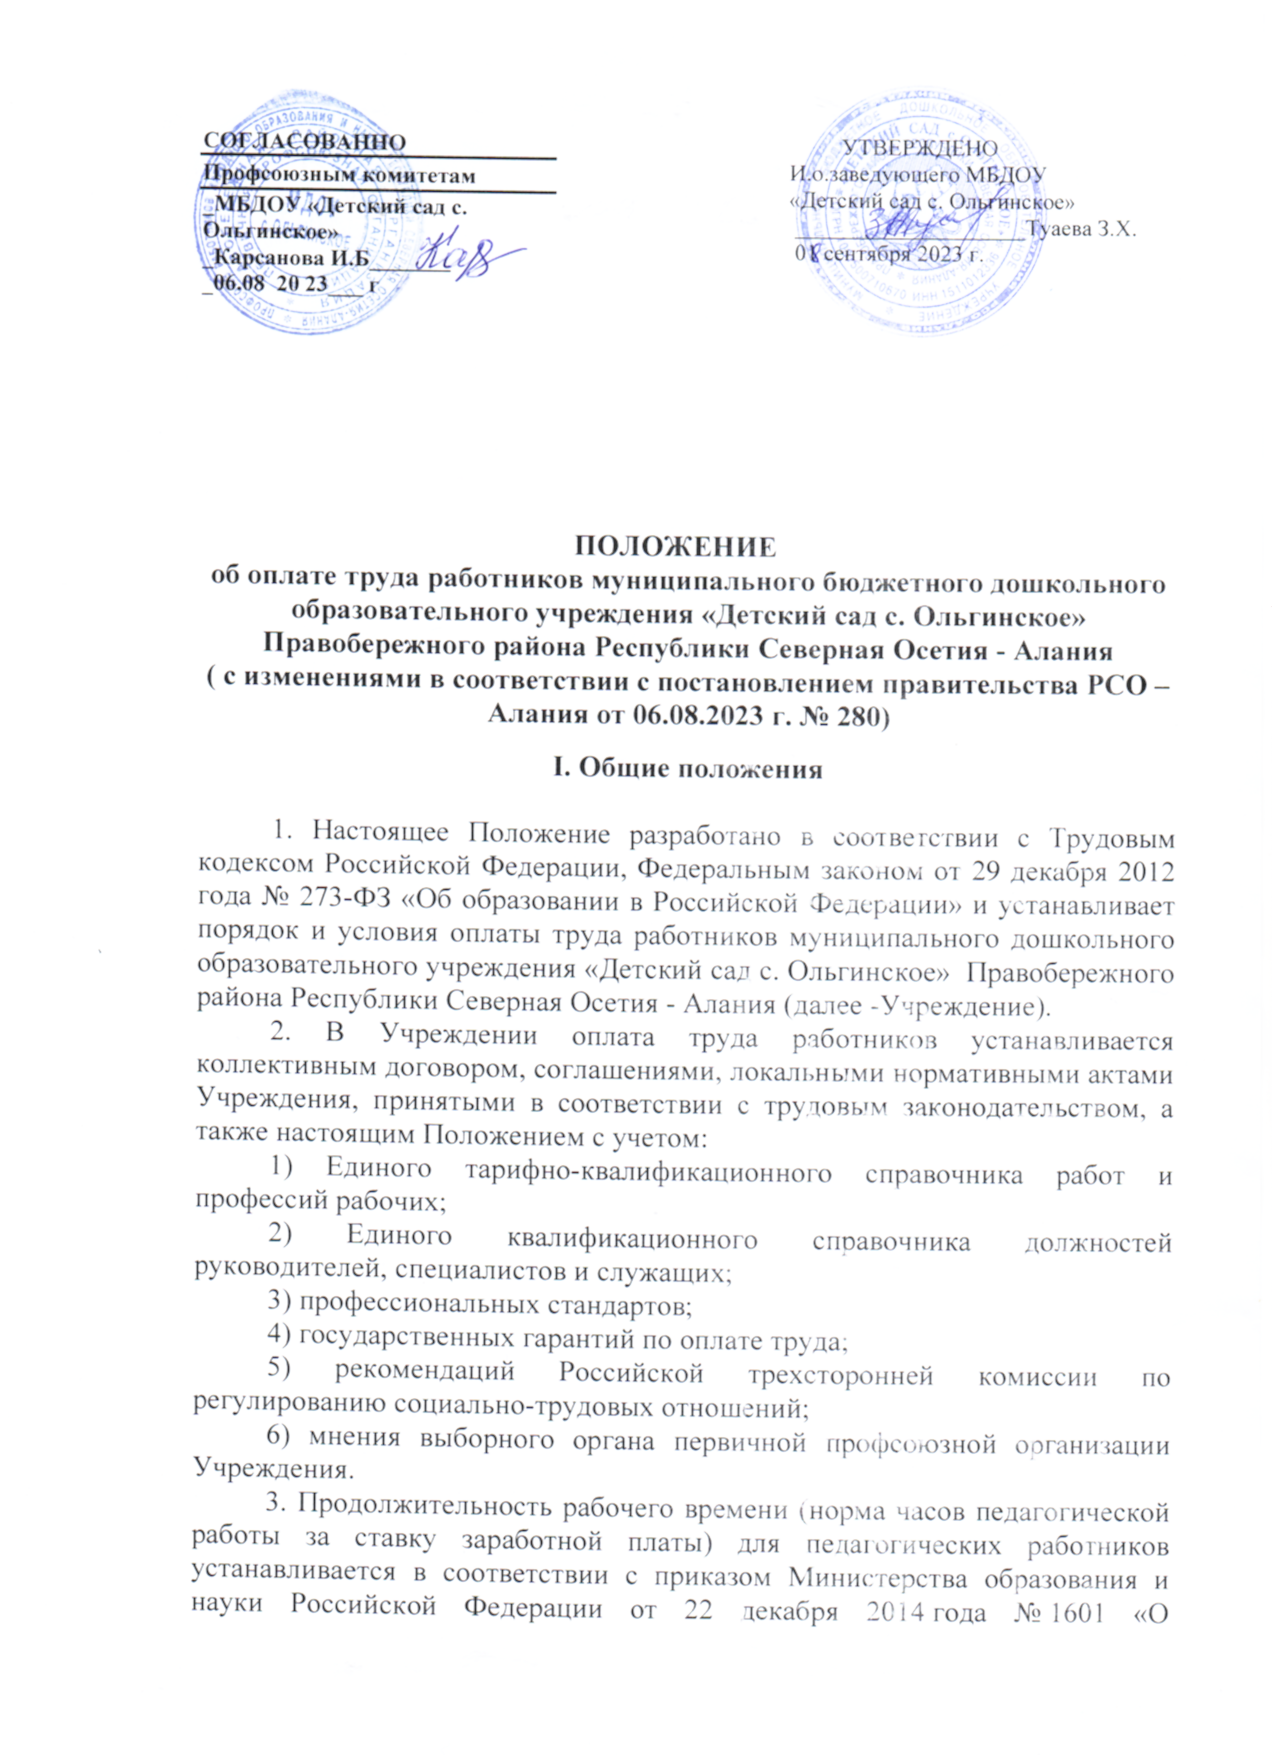 СОГЛАСОВАННО
Профсоюзным комитетам
_МБДОУ «Детский сад с.
Ольгинское»
_Карсанова И.Б_______
_06.08  20 23___ г
УТВЕРЖДЕНО
И.о.заведующего МБДОУ
«Детский сад с. Ольгинское»
____________________Туаева З.Х.
сентября 2023 г.
ПОЛОЖЕНИЕ
об оплате труда работников муниципального бюджетного дошкольного
образовательного учреждения «Детский сад с. Ольгинское»
Правобережного района Республики Северная Осетия - Алания
( с изменениями в соответствии с постановлением правительства РСО –
Алания от 06.08.2023 г. № 280)
I. Общие положения
1. Настоящее Положение разработано в соответствии с Трудовым
кодексом Российской Федерации, Федеральным законом от 29 декабря 2012
года № 273-ФЗ «Об образовании в Российской Федерации» и устанавливает
порядок и условия оплаты труда работников муниципального дошкольного
образовательного учреждения «Детский сад с. Ольгинское»  Правобережного
района Республики Северная Осетия - Алания (далее -Учреждение).
2. В Учреждении оплата труда работников устанавливается
коллективным договором, соглашениями, локальными нормативными актами
Учреждения, принятыми в соответствии с трудовым законодательством, а
также настоящим Положением с учетом:
1) Единого тарифно-квалификационного справочника работ и
профессий рабочих;
2) Единого квалификационного справочника должностей
руководителей, специалистов и служащих;
3) профессиональных стандартов;
4) государственных гарантий по оплате труда;
5) рекомендаций Российской трехсторонней комиссии по
регулированию социально-трудовых отношений;
6) мнения выборного органа первичной профсоюзной организации
Учреждения.
3. Продолжительность рабочего времени (норма часов педагогической
работы за ставку заработной платы) для педагогических работников
устанавливается в соответствии с приказом Министерства образования и
науки Российской Федерации от 22 декабря 2014 года № 1601 «О